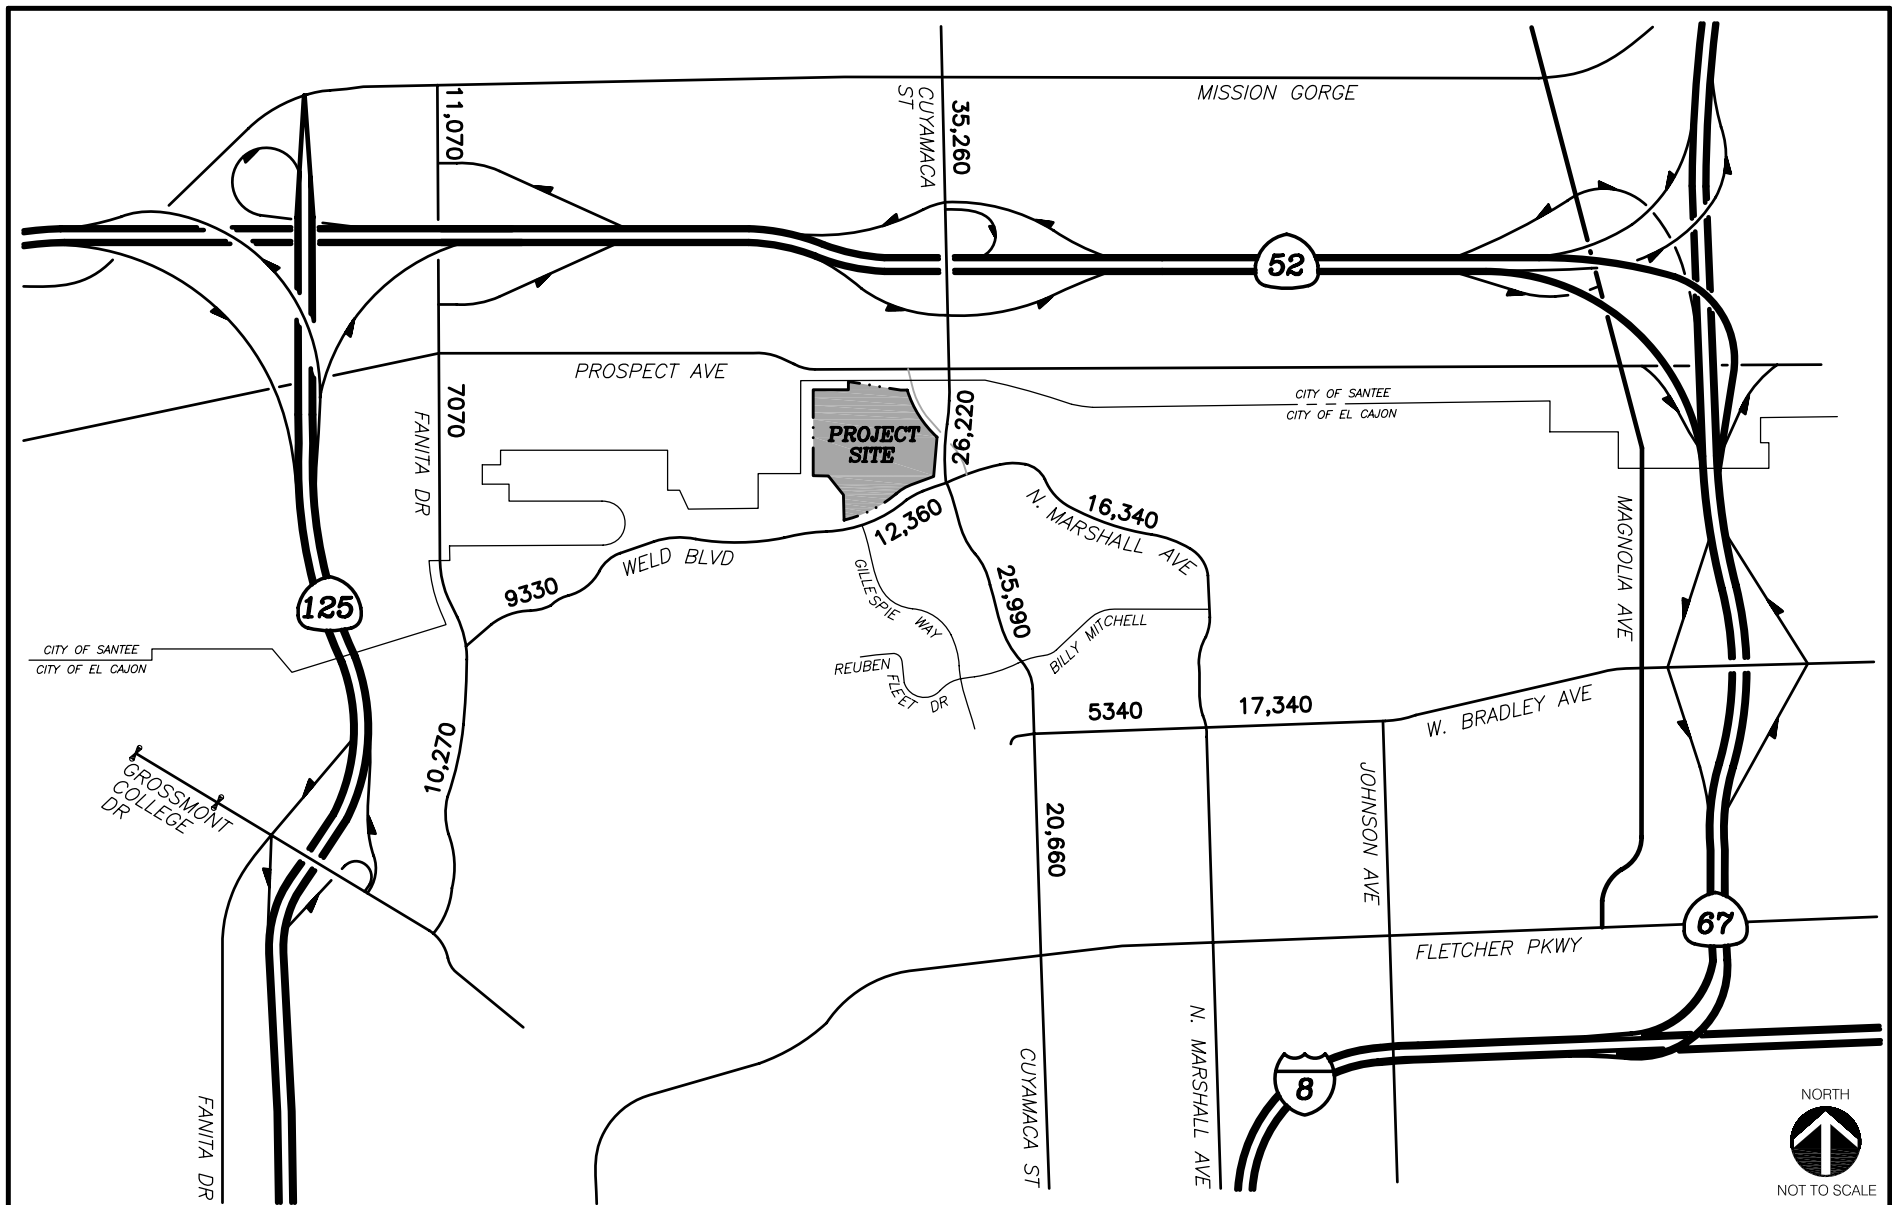 MISSION GORGE
11,070
CUYAMACA
ST
35,260
52
PROSPECT AVE
7070
FANITA DR
26,220
PROJECT
SITE
CITY OF SANTEE
CITY OF EL CAJON
12,360
N. MARSHALL AVE
16,340
MAGNOLIA AVE
WELD BLVD
9330
GILLESPIE WAY
25,990
125
BILLY MITCHELL
REUBEN FLEET DR
CITY OF SANTEE
CITY OF EL CAJON
5340
17,340
W. BRADLEY AVE
10,270
GROSSMONT
COLLEGE
DR
20,660
JOHNSON AVE
67
FLETCHER PKWY
N. MARSHALL AVE
CUYAMACA ST
8
FANITA DR
NORTH
NOT TO SCALE